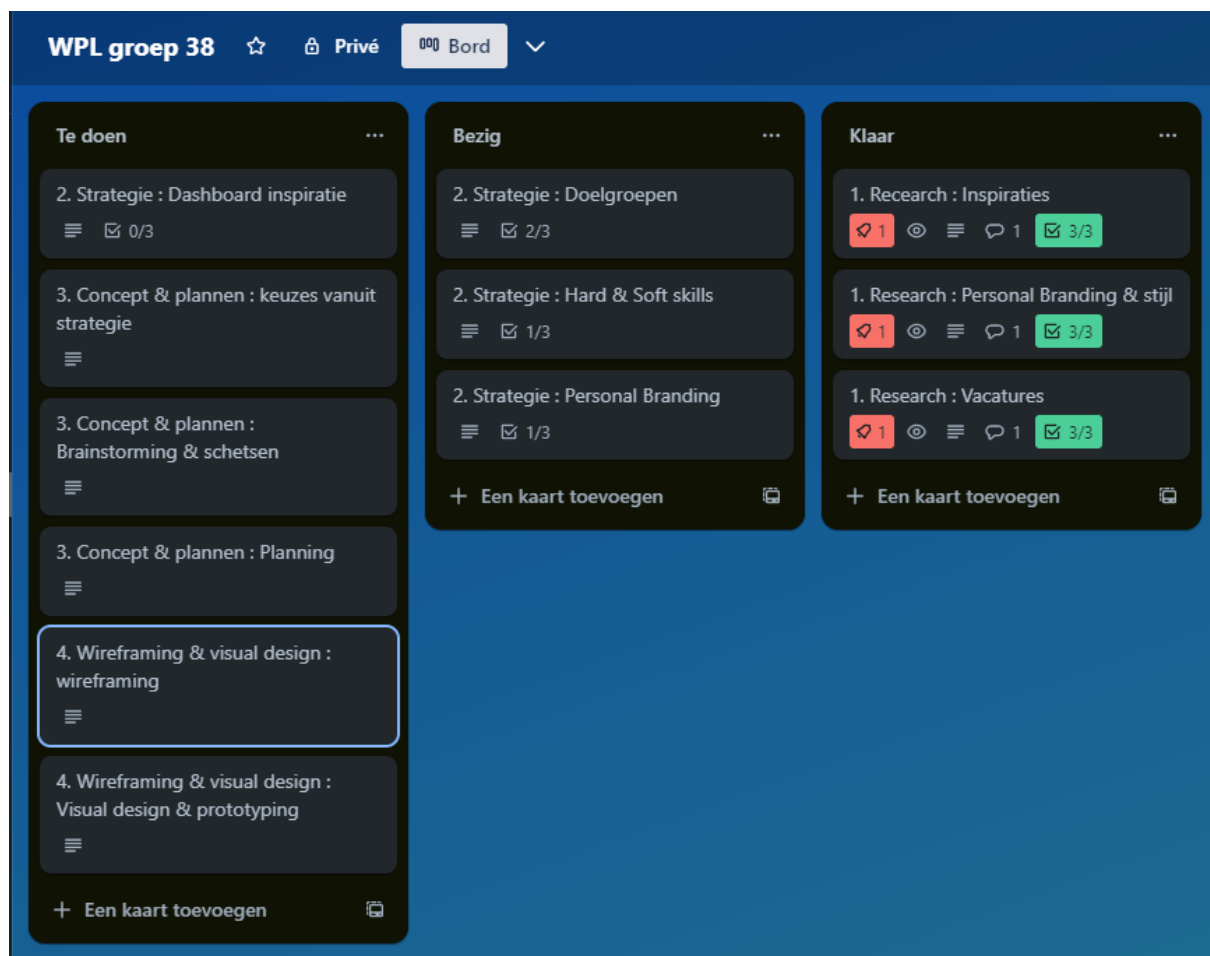 WPL groep 38 Privé Bord
Te doen
2. Strategie : Dashboard inspiratie
0/3
3. Concept & plannen : keuzes vanuit
strategie
3. Concept & plannen :
Brainstorming & schetsen
3. Concept & plannen : Planning
4. Wireframing & visual design :
wireframing
4. Wireframing & visual design :
Visual design & prototyping
+ Een kaart toevoegen
Bezig
2. Strategie : Doelgroepen
2/3
2. Strategie : Hard & Soft skills
1/3
2. Strategie : Personal Branding
1/3
+ Een kaart toevoegen
Klaar
1. Recearch : Inspiraties
1 1 3/3
1. Research : Personal Branding & stijl
1 1 3/3
1. Research : Vacatures
1 1 3/3
+ Een kaart toevoegen